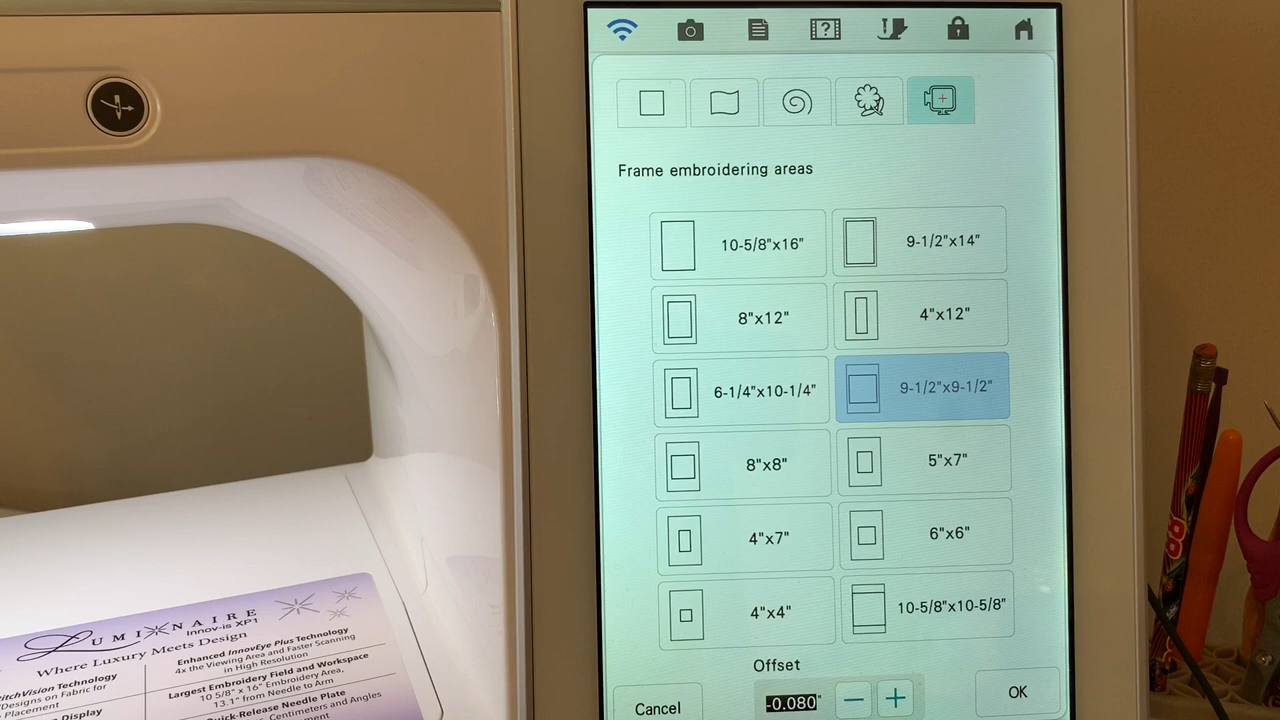 ?
Frame embroidering areas
10-5/8"x16"
9-1/2"x14"
8"x12"
4"x12"
6-1/4"x10-1/4"
9-1/2"x9-1/2"
8"x8"
5"x7"
4"x7"
6"x6"
4"x4"
10-5/8"x10-5/8"
Offset
Cancel
-0.080"
OK
LUMINAIRE
Innov-is XP1
Where Luxury Meets Design
Technology
Designs on Fabric for
Placement
Display
Enhanced InnovEye Plus Technology
4x the Viewing Area and Faster Scanning
in High Resolution
Largest Embroidery Field and Workspace
10 5/8" x 16" Embroidery Area,
13.1" from Needle to Arm
Quick-Release Needle Plate
Centimeters and Angles